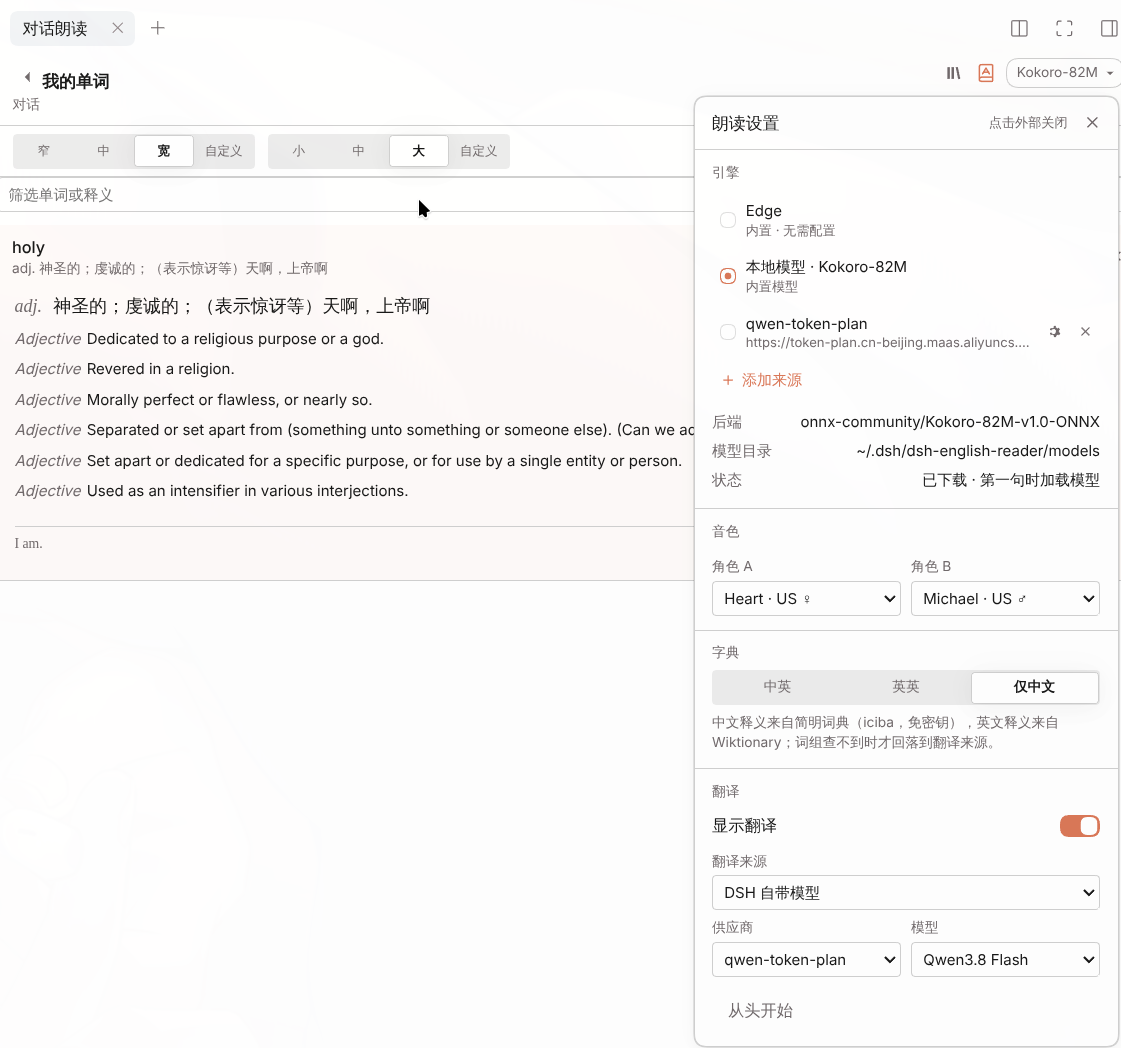 对话朗读
我的单词
Kokoro-82M
对话
窄 中 宽 自定义 小 中 大 自定义
筛选单词或释义
holy
adj. 神圣的；虔诚的；（表示惊讶等）天啊，上帝啊
adj. 神圣的；虔诚的；（表示惊讶等）天啊，上帝啊
Adjective Dedicated to a religious purpose or a god.
Adjective Revered in a religion.
Adjective Morally perfect or flawless, or nearly so.
Adjective Separated or set apart from (something unto something or someone else). (Can we ad
Adjective Set apart or dedicated for a specific purpose, or for use by a single entity or person.
Adjective Used as an intensifier in various interjections.
I am.
朗读设置 点击外部关闭
引擎
Edge
内置 · 无需配置
本地模型 · Kokoro-82M
内置模型
qwen-token-plan
https://token-plan.cn-beijing.maas.aliyuncs....
+ 添加来源
后端 onnx-community/Kokoro-82M-v1.0-ONNX
模型目录 ~/.dsh/dsh-english-reader/models
状态 已下载 · 第一句时加载模型
音色
角色 A 角色 B
Heart · US ♀ Michael · US ♂
字典
中英 英英 仅中文
中文释义来自简明词典（iciba，免密钥），英文释义来自
Wiktionary；词组查不到时才回落到翻译来源。
翻译
显示翻译
翻译来源
DSH 自带模型
供应商 模型
qwen-token-plan Qwen3.8 Flash
从头开始